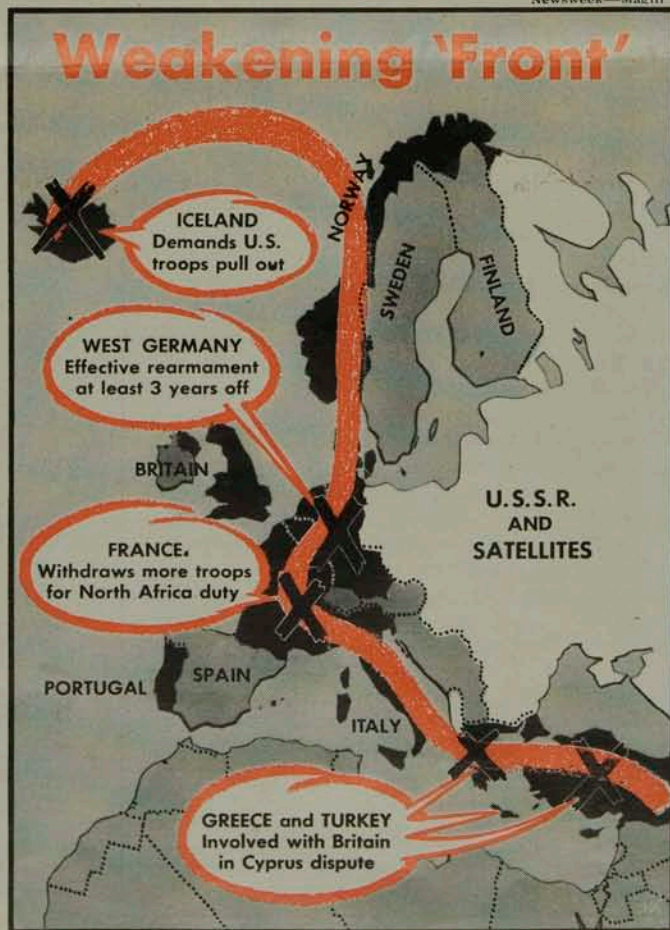 Newsweek—Magill
Weakening 'Front'
ICELAND
Demands U.S.
troops pull out
NORWAY
SWEDEN
FINLAND
WEST GERMANY
Effective rearmament
at least 3 years off
BRITAIN
U.S.S.R.
AND
SATELLITES
FRANCE.
Withdraws more troops
for North Africa duty
PORTUGAL
SPAIN
ITALY
GREECE and TURKEY
Involved with Britain
in Cyprus dispute